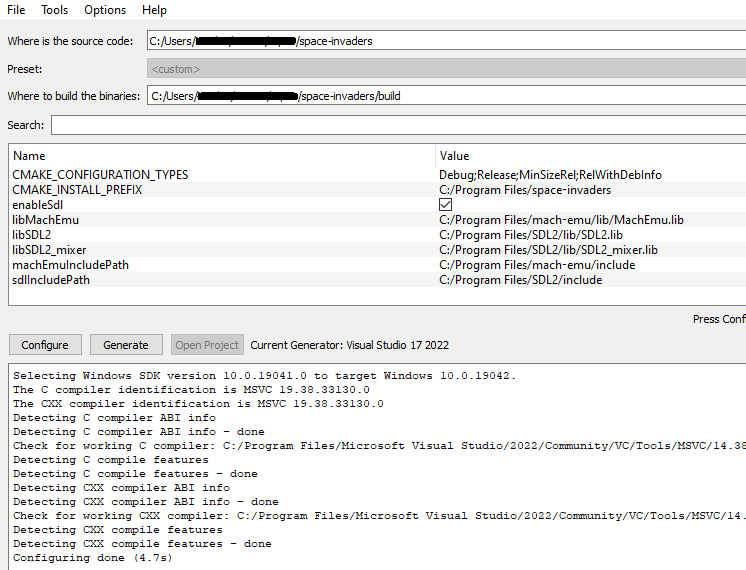 File Tools Options Help
Where is the source code: C:/Users/ /space-invaders
Preset: <custom>
Where to build the binaries: C:/Users/ /space-invaders/build
Search:
Name Value
CMAKE_CONFIGURATION_TYPES Debug;Release;MinSizeRel;RelWithDebInfo
CMAKE_INSTALL_PREFIX C:/Program Files/space-invaders
enableSdl
libMachEmu C:/Program Files/mach-emu/lib/MachEmu.lib
libSDL2 C:/Program Files/SDL2/lib/SDL2.lib
libSDL2_mixer C:/Program Files/SDL2/lib/SDL2_mixer.lib
machEmuIncludePath C:/Program Files/mach-emu/include
sdlIncludePath C:/Program Files/SDL2/include
Press Conf
Configure Generate Open Project Current Generator: Visual Studio 17 2022
Selecting Windows SDK version 10.0.19041.0 to target Windows 10.0.19042.
The C compiler identification is MSVC 19.38.33130.0
The CXX compiler identification is MSVC 19.38.33130.0
Detecting C compiler ABI info
Detecting C compiler ABI info - done
Check for working C compiler: C:/Program Files/Microsoft Visual Studio/2022/Community/VC/Tools/MSVC/14.38
Detecting C compile features
Detecting C compile features - done
Detecting CXX compiler ABI info
Detecting CXX compiler ABI info - done
Check for working CXX compiler: C:/Program Files/Microsoft Visual Studio/2022/Community/VC/Tools/MSVC/14.
Detecting CXX compile features
Detecting CXX compile features - done
Configuring done (4.7s)